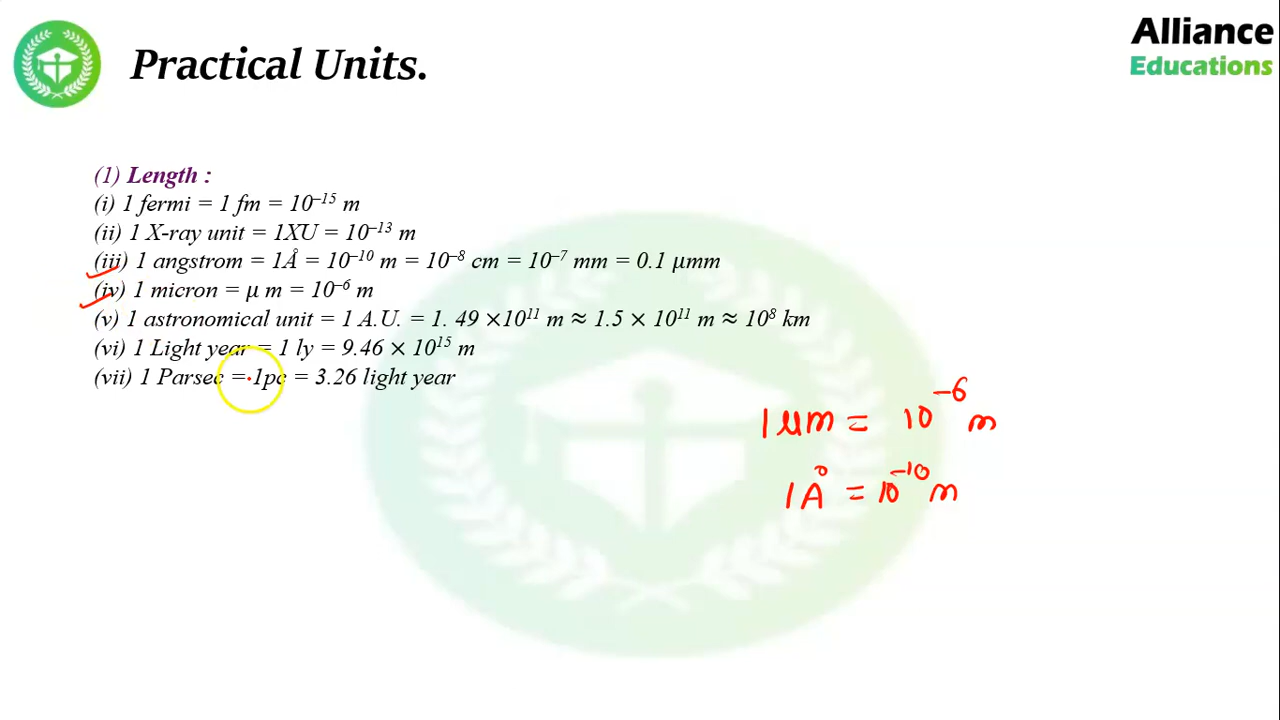 Practical Units.
Alliance
Educations
(1) Length :
(i) 1 fermi = 1 fm = 10⁻¹⁵ m
(ii) 1 X-ray unit = 1XU = 10⁻¹³ m
(iii) 1 angstrom = 1Å = 10⁻¹⁰ m = 10⁻⁸ cm = 10⁻⁷ mm = 0.1 μmm
(iv) 1 micron = μ m = 10⁻⁶ m
(v) 1 astronomical unit = 1 A.U. = 1. 49 ×10¹¹ m ≈ 1.5 × 10¹¹ m ≈ 10⁸ km
(vi) 1 Light year = 1 ly = 9.46 × 10¹⁵ m
(vii) 1 Parsec = 1pc = 3.26 light year
1 μm = 10⁻⁶ m
1 Å = 10⁻¹⁰ m